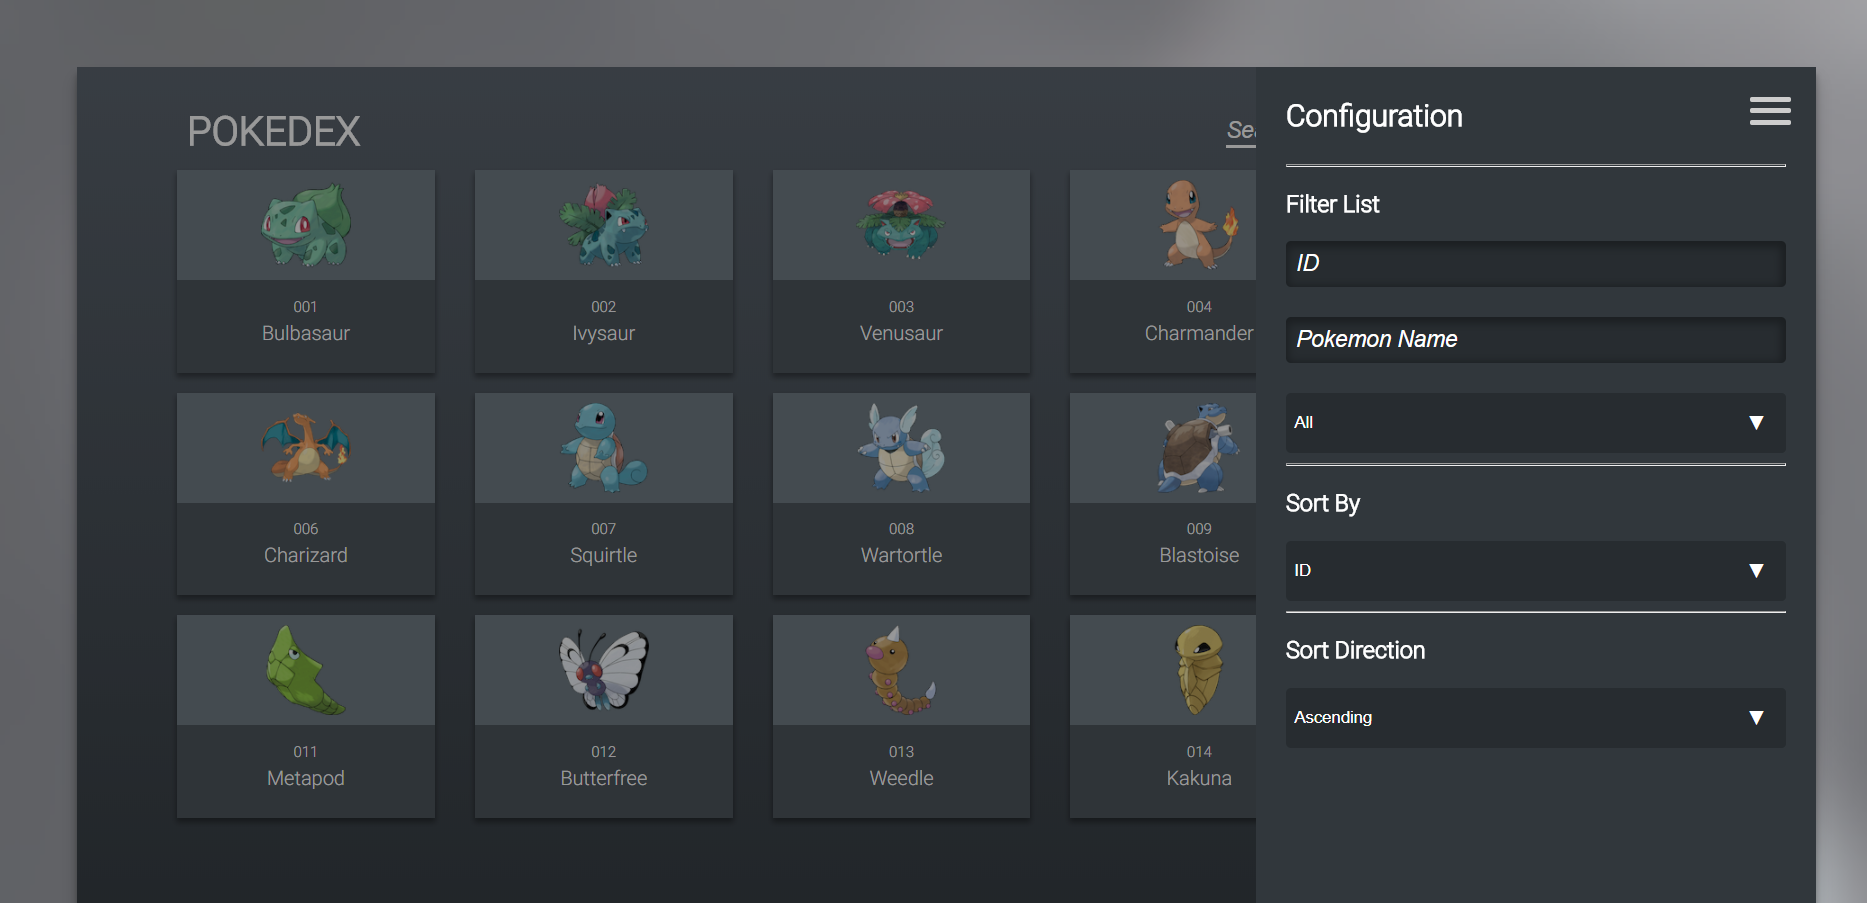 POKEDEX
001
Bulbasaur
002
Ivysaur
003
Venusaur
004
Charmander
006
Charizard
007
Squirtle
008
Wartortle
009
Blastoise
011
Metapod
012
Butterfree
013
Weedle
014
Kakuna
Configuration
Filter List
ID
Pokemon Name
All
Sort By
ID
Sort Direction
Ascending